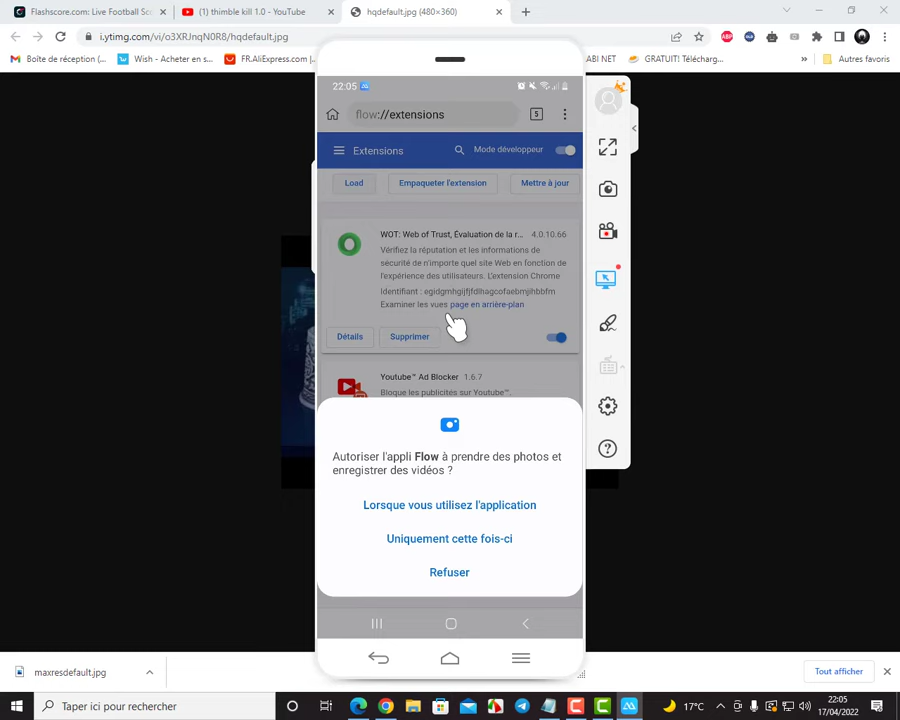 Flashscore.com: Live Football Sc
(1) thimble kill 1.0 - YouTube
hqdefault.jpg (480×360)
i.ytimg.com/vi/o3XRJnqN0R8/hqdefault.jpg
ABP
Boîte de réception (...
Wish - Acheter en s...
FR.AliExpress.com |
ABI NET
GRATUIT! Télécharg...
»
Autres favoris
22:05
flow://extensions
5
Extensions
Mode développeur
Load
Empaqueter l'extension
Mettre à jour
WOT: Web of Trust, Évaluation de la r...
4.0.10.66
Vérifiez la réputation et les informations de
sécurité de n'importe quel site Web en fonction de
l'expérience des utilisateurs. L'extension Chrome
Identifiant : egidgmhgijfjfdlhagcofaebmjihbbfm
Examiner les vues page en arrière-plan
Détails
Supprimer
Youtube™ Ad Blocker 1.6.7
Bloque les publicités sur Youtube™.
Autoriser l'appli Flow à prendre des photos et
enregistrer des vidéos ?
Lorsque vous utilisez l'application
Uniquement cette fois-ci
Refuser
maxresdefault.jpg
Tout afficher
Taper ici pour rechercher
17°C
22:05
17/04/2022